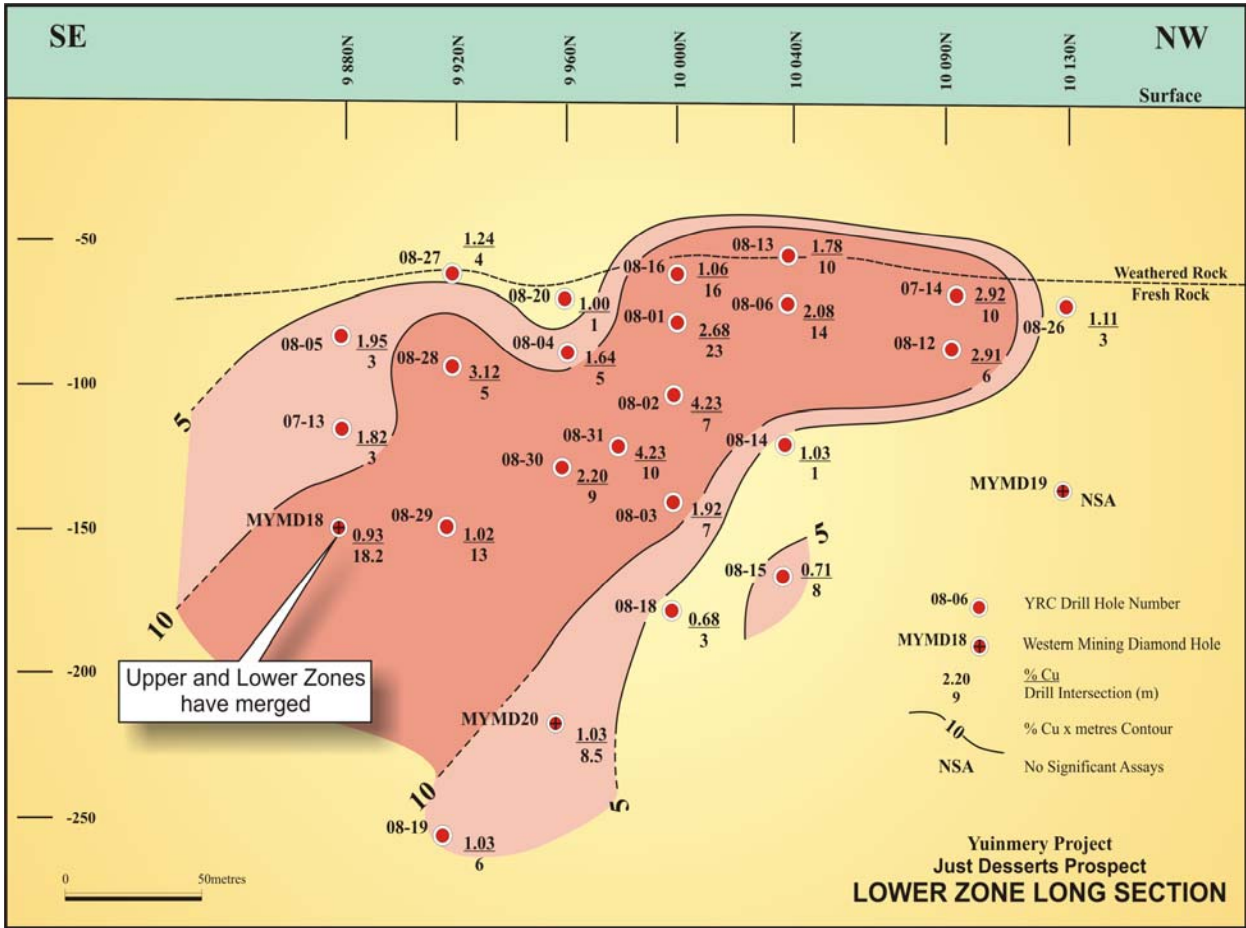 SE
NW
9 880N
9 920N
9 960N
10 000N
10 040N
10 090N
10 130N
Surface
-50
-100
-150
-200
-250
Weathered Rock
Fresh Rock
08-27
1.24
4
08-20
1.00
1
08-16
1.06
16
08-13
1.78
10
08-05
1.95
3
08-28
3.12
5
08-04
1.64
5
08-01
2.68
23
08-06
2.08
14
07-14
2.92
10
08-26
1.11
3
08-12
2.91
6
07-13
1.82
3
08-02
4.23
7
08-31
4.23
10
08-30
2.20
9
08-14
1.03
1
08-03
1.92
7
MYMD18
0.93
18.2
08-29
1.02
13
MYMD19
NSA
08-15
0.71
8
08-18
0.68
3
MYMD20
1.03
8.5
08-19
1.03
6
5
10
10
5
5
Upper and Lower Zones
have merged
08-06
YRC Drill Hole Number
MYMD18
Western Mining Diamond Hole
2.20
9
% Cu
Drill Intersection (m)
10
% Cu x metres Contour
NSA
No Significant Assays
0
50metres
Yuinmery Project
Just Desserts Prospect
LOWER ZONE LONG SECTION